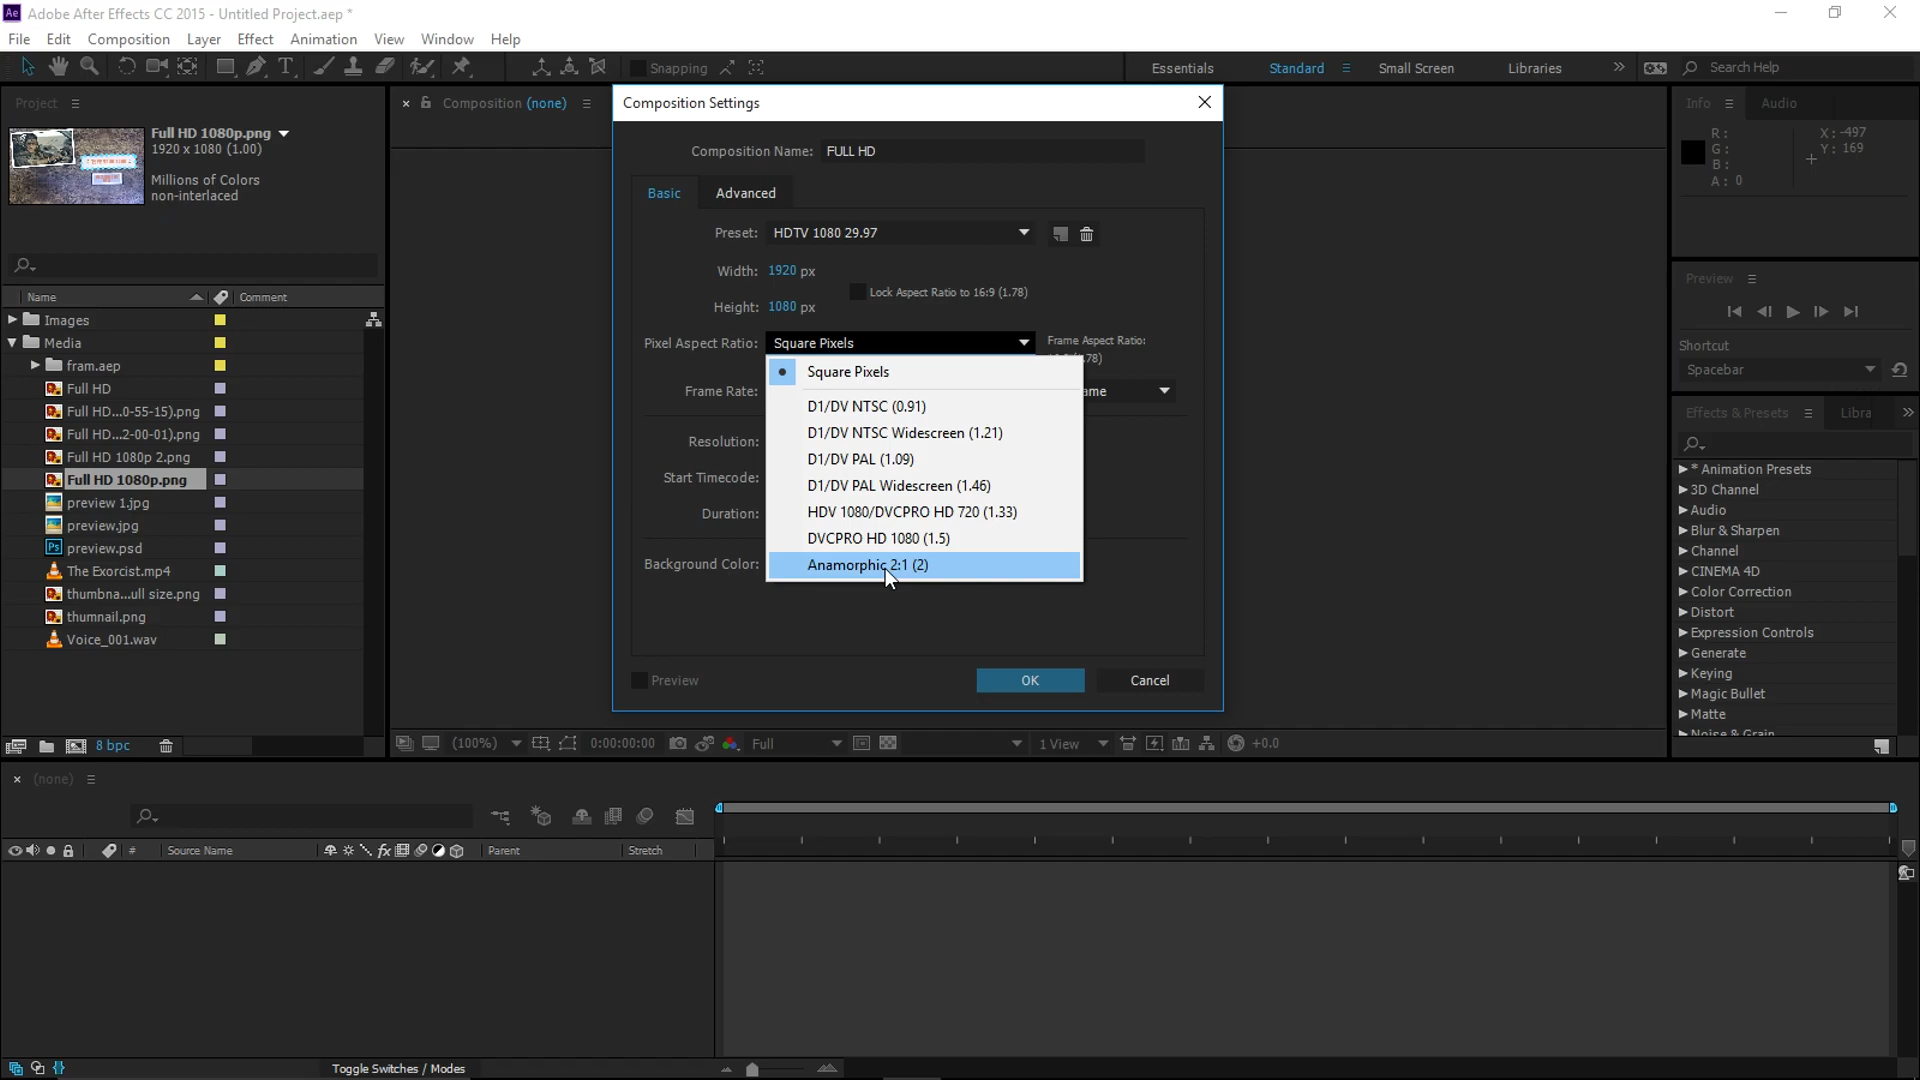 Ae Adobe After Effects CC 2015 - Untitled Project.aep *
File Edit Composition Layer Effect Animation View Window Help
Snapping Essentials Standard Small Screen Libraries Search Help
Project
Full HD 1080p.png
1920 x 1080 (1.00)
Millions of Colors
non-interlaced
Name Comment
Images
Media
fram.aep
Full HD
Full HD...0-55-15).png
Full HD...2-00-01).png
Full HD 1080p 2.png
Full HD 1080p.png
preview 1.jpg
preview.jpg
Ps preview.psd
The Exorcist.mp4
thumbna...ull size.png
thumnail.png
Voice_001.wav
8 bpc
Composition (none)
Composition Settings
Composition Name: FULL HD
Basic Advanced
Preset: HDTV 1080 29.97
Width: 1920 px
Lock Aspect Ratio to 16:9 (1.78)
Height: 1080 px
Pixel Aspect Ratio: Square Pixels
Frame Aspect Ratio:
.78)
Square Pixels
Frame Rate: ame
D1/DV NTSC (0.91)
D1/DV NTSC Widescreen (1.21)
Resolution:
D1/DV PAL (1.09)
Start Timecode:
D1/DV PAL Widescreen (1.46)
Duration:
HDV 1080/DVCPRO HD 720 (1.33)
DVCPRO HD 1080 (1.5)
Background Color:
Anamorphic 2:1 (2)
Preview OK Cancel
(100%) 0:00:00:00 Full 1 View +0.0
Info Audio
R: X: -497
G: Y: 169
B:
A: 0
Preview
Shortcut
Spacebar
Effects & Presets Libra
* Animation Presets
3D Channel
Audio
Blur & Sharpen
Channel
CINEMA 4D
Color Correction
Distort
Expression Controls
Generate
Keying
Magic Bullet
Matte
Noise & Grain
(none)
# Source Name fx Parent Stretch
Toggle Switches / Modes